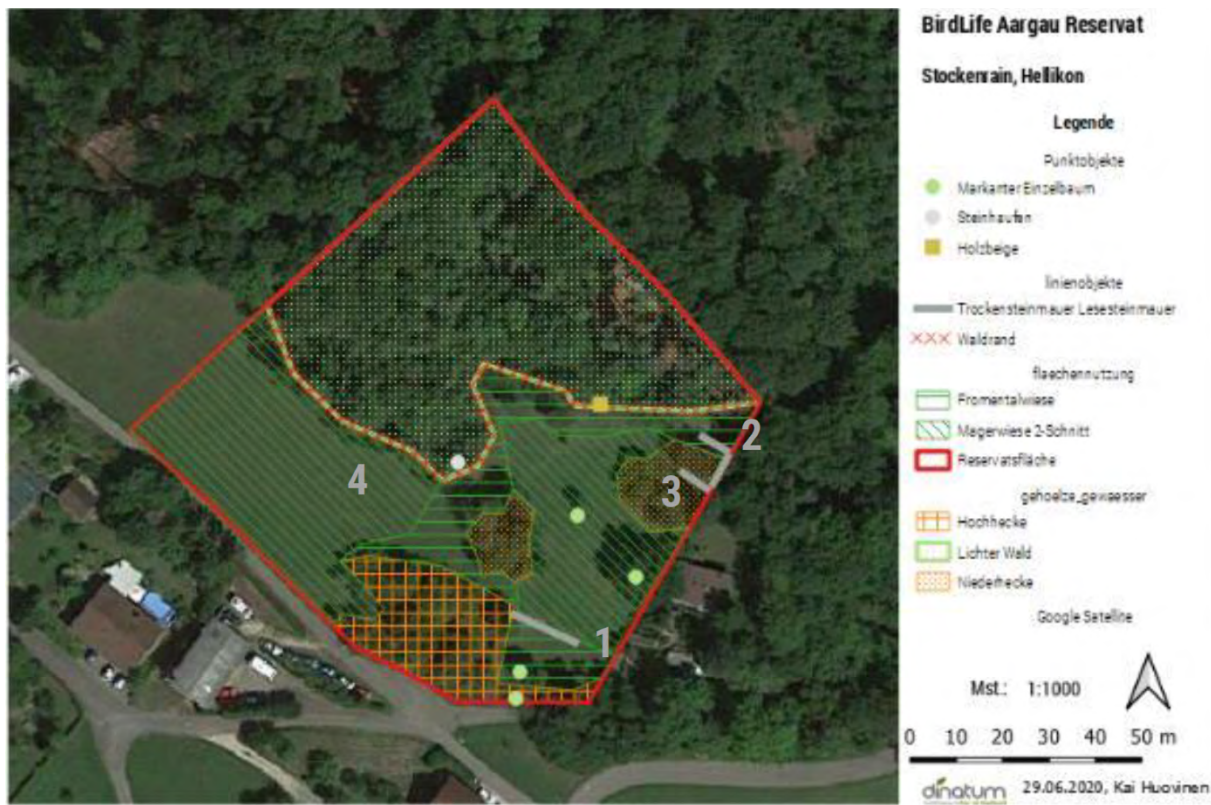 BirdLife Aargau Reservat
Stockenrain, Hellikon
Legende
Punktobjekte
Markanter Einzelbaum
Steinhaufen
Holzbeige
linienobjekte
Trockensteinmauer Lesesteinmauer
Waldrand
flaechennutzung
Fromentalwiese
Magerwiese 2-Schnitt
Reservatsfläche
gehoelze_geweesser
Hochhecke
Lichter Wald
Niederhecke
Google Satellite
Mst.: 1:1000
0 10 20 30 40 50 m
dinatum
29.06.2020, Kai Huovinen
2
4
3
1